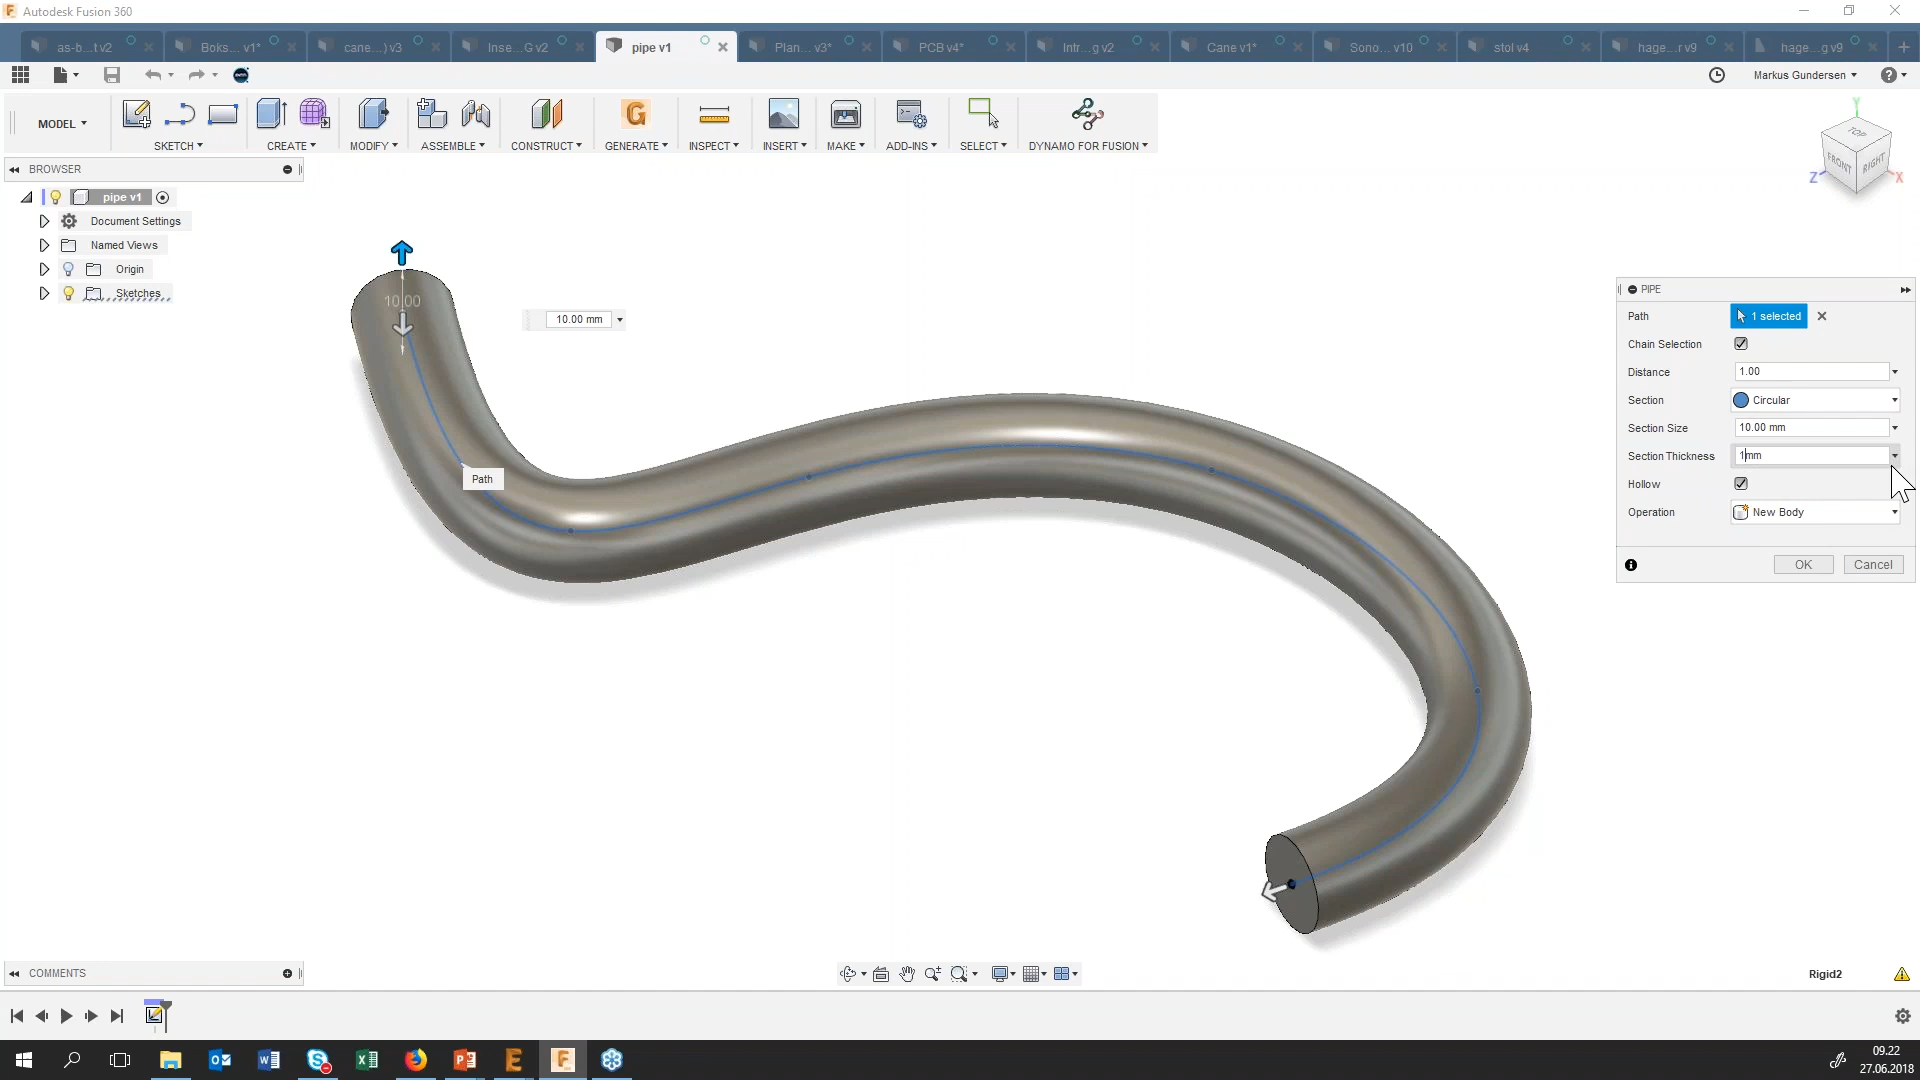 Autodesk Fusion 360
as-b...t v2
Boks... v1*
cane...) v3
Inse...G v2
pipe v1
Plan... v3*
PCB v4*
Intr...g v2
Cane v1*
Sono... v10
stol v4
hage...r v9
hage...g v9
Markus Gundersen
MODEL
SKETCH
CREATE
MODIFY
ASSEMBLE
CONSTRUCT
GENERATE
INSPECT
INSERT
MAKE
ADD-INS
SELECT
DYNAMO FOR FUSION
BROWSER
pipe v1
Document Settings
Named Views
Origin
Sketches
TOP
FRONT
RIGHT
Y
Z
X
10.00
10.00 mm
Path
PIPE
Path
1 selected
Chain Selection
Distance
1.00
Section
Circular
Section Size
10.00 mm
Section Thickness
1mm
Hollow
Operation
New Body
OK
Cancel
COMMENTS
Rigid2
09.22
27.06.2018